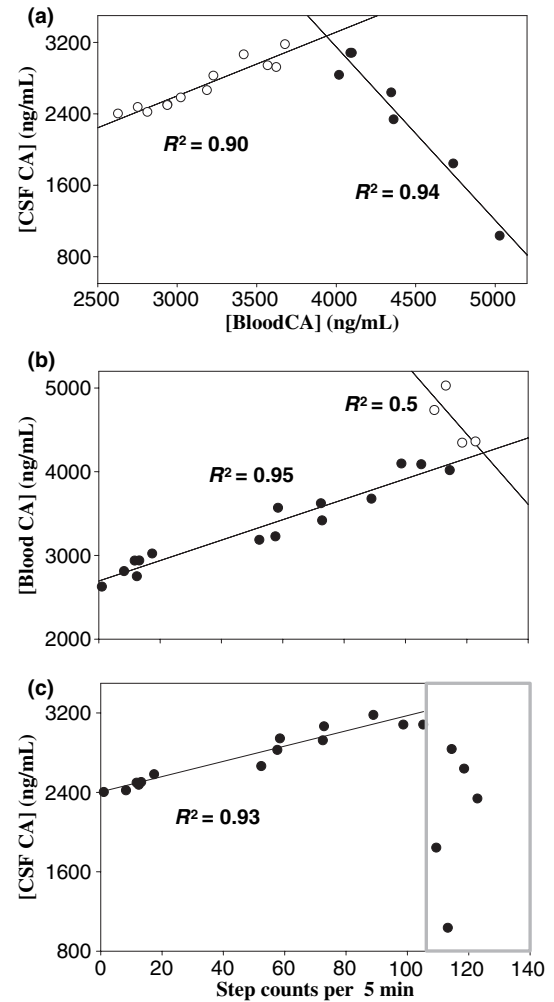 (a)
[CSF CA] (ng/mL)
3200
2400
1600
800
R² = 0.90
R² = 0.94
2500 3000 3500 4000 4500 5000
[BloodCA] (ng/mL)
(b)
[Blood CA] (ng/mL)
5000
4000
3000
2000
R² = 0.5
R² = 0.95
(c)
[CSF CA] (ng/mL)
3200
2400
1600
800
R² = 0.93
0 20 40 60 80 100 120 140
Step counts per 5 min